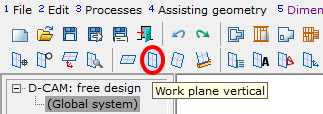 1 File 2 Edit 3 Processes 4 Assisting geometry 5 Dimen
D-CAM: free design
(Global system)
Work plane vertical